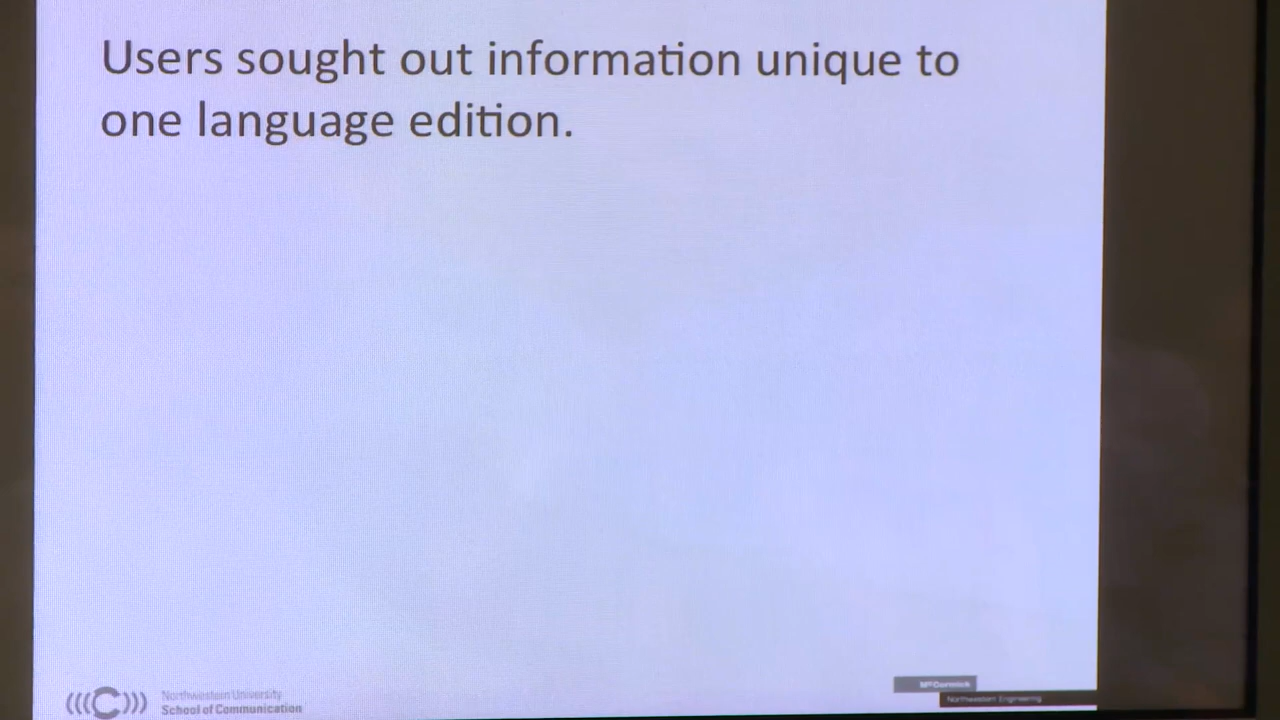 Users sought out information unique to
one language edition.
Northwestern University
School of Communication
McCormick
Northwestern Engineering